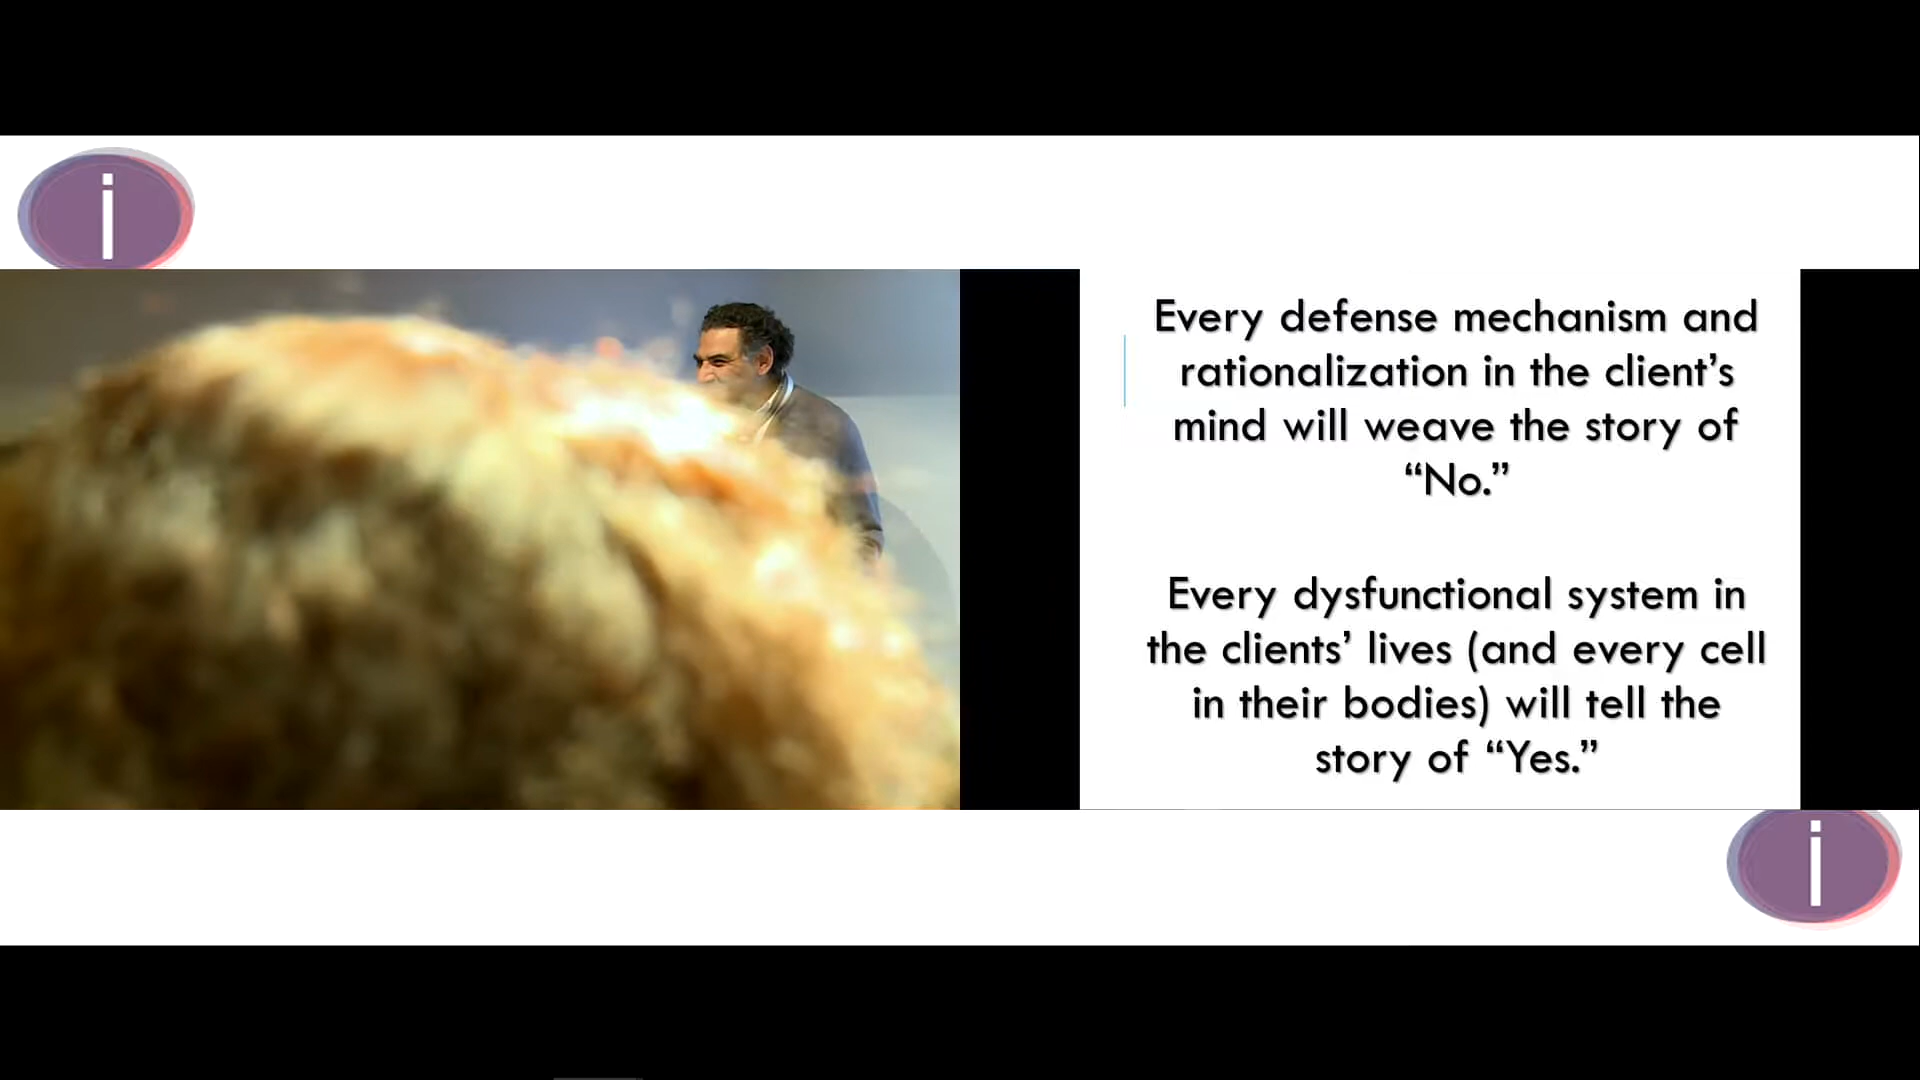 i
Every defense mechanism and
rationalization in the client’s
mind will weave the story of
“No.”
Every dysfunctional system in
the clients’ lives (and every cell
in their bodies) will tell the
story of “Yes.”
i